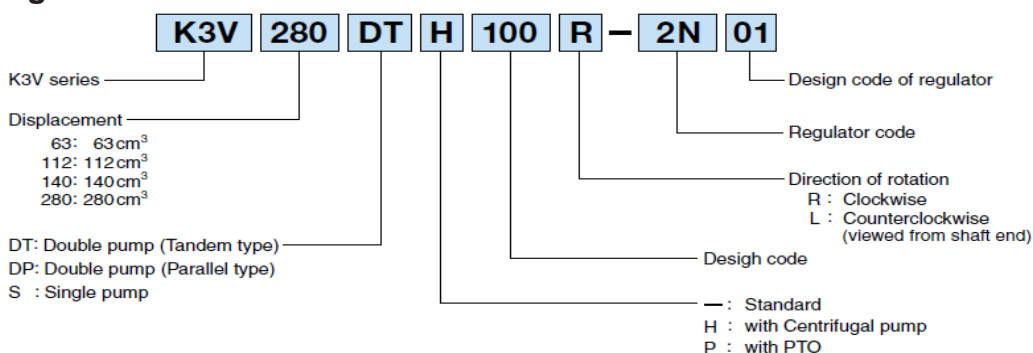 K3V 280 DT H 100 R – 2N 01
K3V series
Design code of regulator
Displacement
63: 63cm³
112: 112cm³
140: 140cm³
280: 280cm³
Regulator code
Direction of rotation
R : Clockwise
L : Counterclockwise
(viewed from shaft end)
DT: Double pump (Tandem type)
DP: Double pump (Parallel type)
S : Single pump
Desigh code
—: Standard
H : with Centrifugal pump
P : with PTO